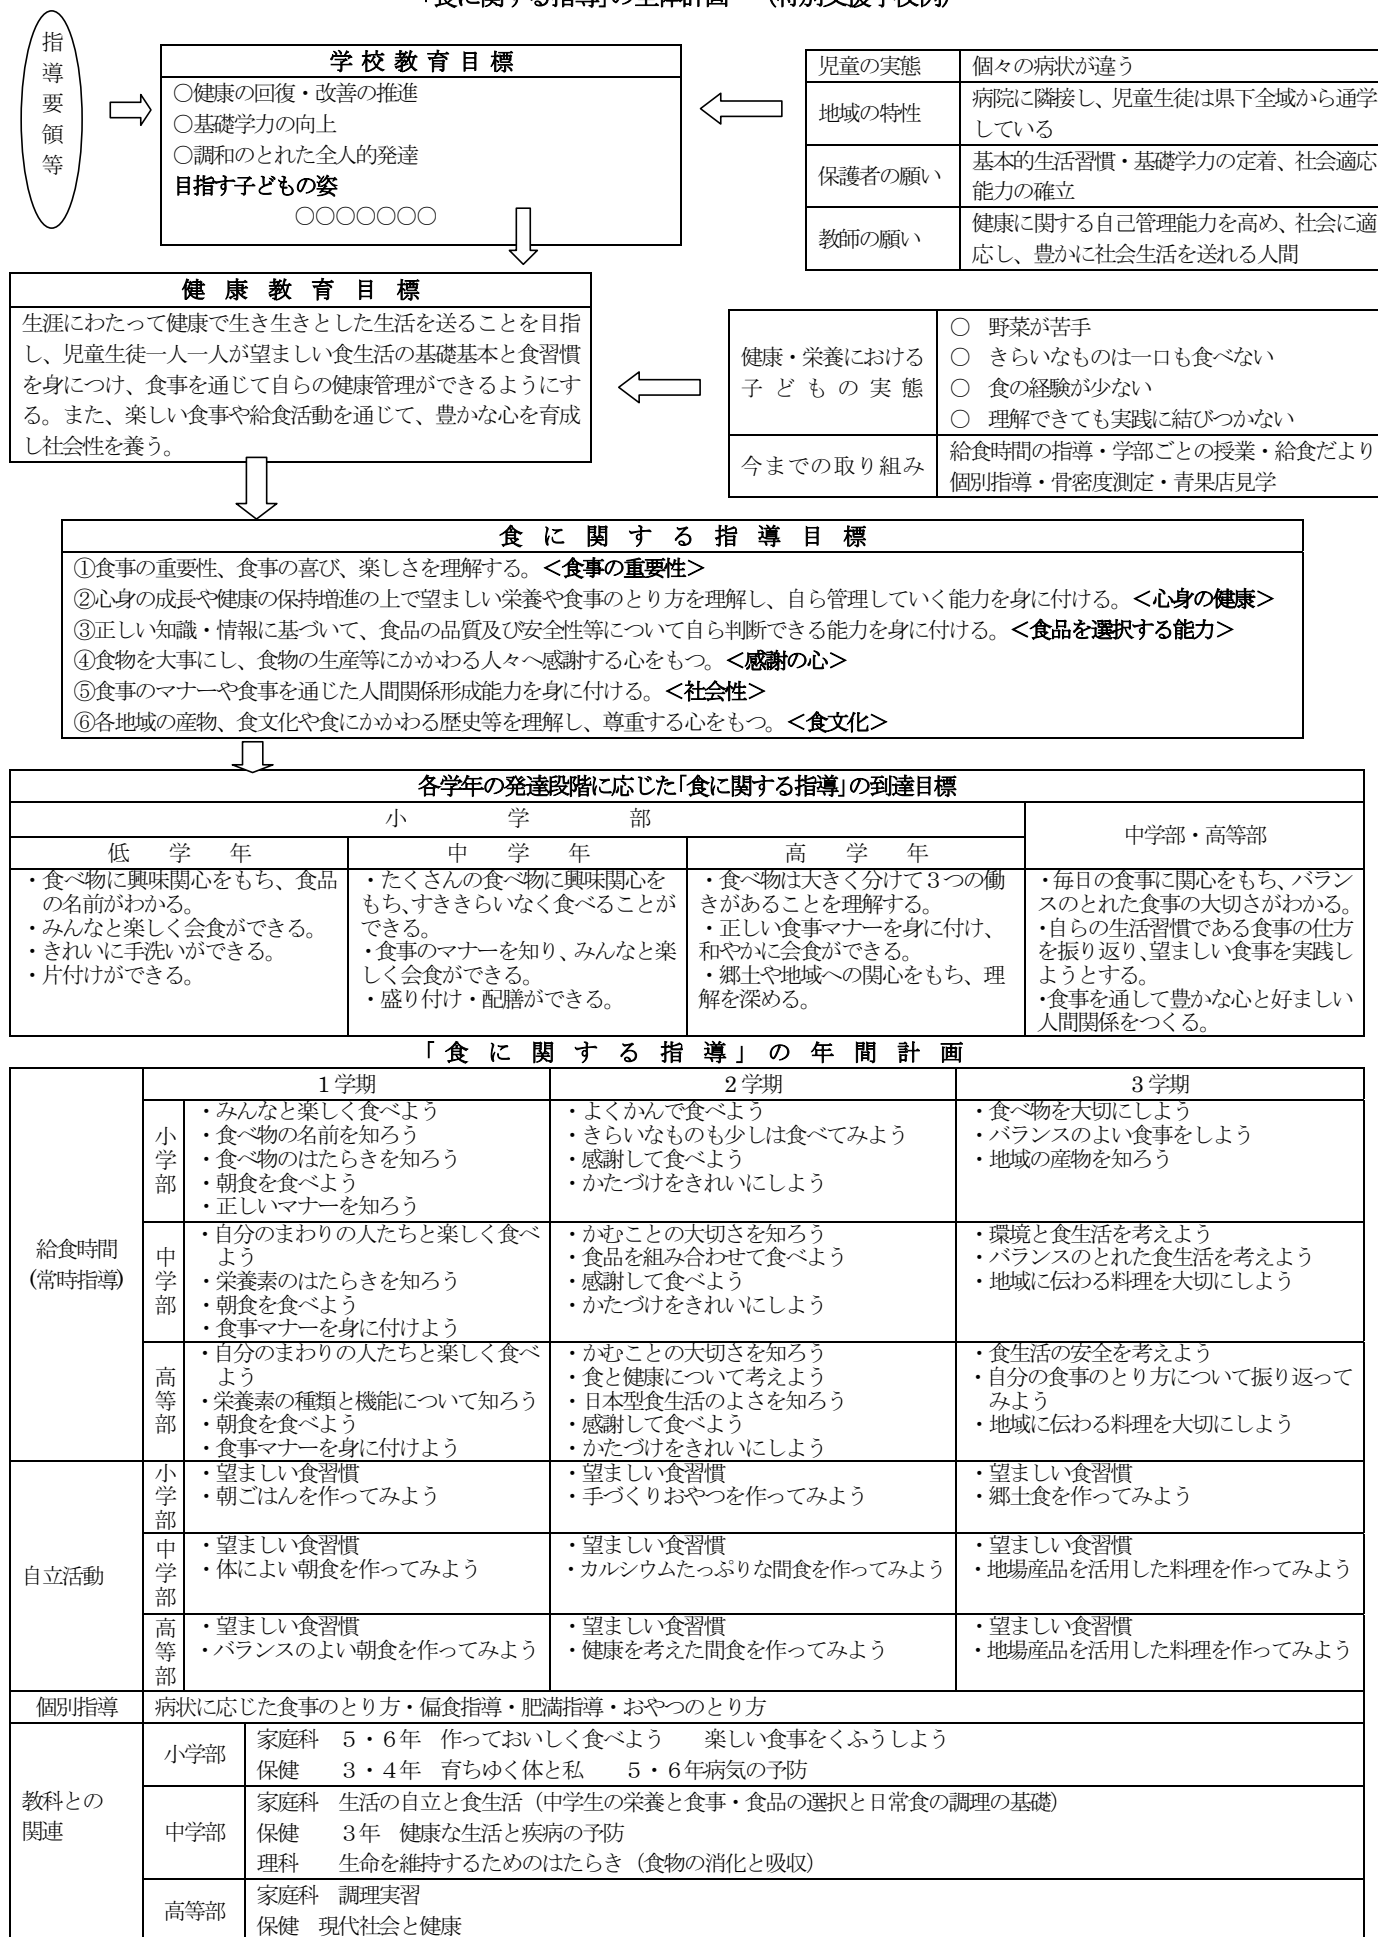 「食に関する指導」の全体計画 (特別支援学校例)
指導要領等
学校教育目標
○健康の回復・改善の推進
○基礎学力の向上
○調和のとれた全人的発達
目指す子どもの姿
○○○○○○○
児童の実態 個々の病状が違う
地域の特性 病院に隣接し、児童生徒は県下全域から通学
している
保護者の願い 基本的生活習慣・基礎学力の定着、社会適応
能力の確立
教師の願い 健康に関する自己管理能力を高め、社会に適
応し、豊かに社会生活を送れる人間
健康教育目標
生涯にわたって健康で生き生きとした生活を送ることを目指
し、児童生徒一人一人が望ましい食生活の基礎基本と食習慣
を身につけ、食事を通じて自らの健康管理ができるようにす
る。また、楽しい食事や給食活動を通じて、豊かな心を育成
し社会性を養う。
健康・栄養における
子どもの実態
○ 野菜が苦手
○ きらいなものは一口も食べない
○ 食の経験が少ない
○ 理解できても実践に結びつかない
今までの取り組み
給食時間の指導・学部ごとの授業・給食だより
個別指導・骨密度測定・青果店見学
食に関する指導目標
①食事の重要性、食事の喜び、楽しさを理解する。<食事の重要性>
②心身の成長や健康の保持増進の上で望ましい栄養や食事のとり方を理解し、自ら管理していく能力を身に付ける。<心身の健康>
③正しい知識・情報に基づいて、食品の品質及び安全性等について自ら判断できる能力を身に付ける。<食品を選択する能力>
④食物を大事にし、食物の生産等にかかわる人々へ感謝する心をもつ。<感謝の心>
⑤食事のマナーや食事を通じた人間関係形成能力を身に付ける。<社会性>
⑥各地域の産物、食文化や食にかかわる歴史等を理解し、尊重する心をもつ。<食文化>
各学年の発達段階に応じた「食に関する指導」の到達目標
小学部
中学部・高等部
低学年 中学年 高学年
・食べ物に興味関心をもち、食品
の名前がわかる。
・みんなと楽しく会食ができる。
・きれいに手洗いができる。
・片付けができる。
・たくさんの食べ物に興味関心を
もち、すききらいなく食べることが
できる。
・食事のマナーを知り、みんなと楽
しく会食ができる。
・盛り付け・配膳ができる。
・食べ物は大きく分けて3つの働
きがあることを理解する。
・正しい食事マナーを身に付け、
和やかに会食ができる。
・郷土や地域への関心をもち、理
解を深める。
・毎日の食事に関心をもち、バラン
スのとれた食事の大切さがわかる。
・自らの生活習慣である食事の仕方
を振り返り、望ましい食事を実践し
ようとする。
・食事を通して豊かな心と好ましい
人間関係をつくる。
「食に関する指導」の年間計画
1学期 2学期 3学期
給食時間
(常時指導)
小学部
・みんなと楽しく食べよう
・食べ物の名前を知ろう
・食べ物のはたらきを知ろう
・朝食を食べよう
・正しいマナーを知ろう
・よくかんで食べよう
・きらいなものも少しは食べてみよう
・感謝して食べよう
・かたづけをきれいにしよう
・食べ物を大切にしよう
・バランスのよい食事をしよう
・地域の産物を知ろう
中学部
・自分のまわりの人たちと楽しく食べ
よう
・栄養素のはたらきを知ろう
・朝食を食べよう
・食事マナーを身に付けよう
・かむことの大切さを知ろう
・食品を組み合わせて食べよう
・感謝して食べよう
・かたづけをきれいにしよう
・環境と食生活を考えよう
・バランスのとれた食生活を考えよう
・地域に伝わる料理を大切にしよう
高等部
・自分のまわりの人たちと楽しく食べ
よう
・栄養素の種類と機能について知ろう
・朝食を食べよう
・食事マナーを身に付けよう
・かむことの大切さを知ろう
・食と健康について考えよう
・日本型食生活のよさを知ろう
・感謝して食べよう
・かたづけをきれいにしよう
・食生活の安全を考えよう
・自分の食事のとり方について振り返って
みよう
・地域に伝わる料理を大切にしよう
自立活動
小学部
・望ましい食習慣
・朝ごはんを作ってみよう
・望ましい食習慣
・手づくりおやつを作ってみよう
・望ましい食習慣
・郷土食を作ってみよう
中学部
・望ましい食習慣
・体によい朝食を作ってみよう
・望ましい食習慣
・カルシウムたっぷりな間食を作ってみよう
・望ましい食習慣
・地場産品を活用した料理を作ってみよう
高等部
・望ましい食習慣
・バランスのよい朝食を作ってみよう
・望ましい食習慣
・健康を考えた間食を作ってみよう
・望ましい食習慣
・地場産品を活用した料理を作ってみよう
個別指導 病状に応じた食事のとり方・偏食指導・肥満指導・おやつのとり方
教科との
関連
小学部
家庭科 5・6年 作っておいしく食べよう 楽しい食事をくふうしよう
保健 3・4年 育ちゆく体と私 5・6年病気の予防
中学部
家庭科 生活の自立と食生活(中学生の栄養と食事・食品の選択と日常食の調理の基礎)
保健 3年 健康な生活と疾病の予防
理科 生命を維持するためのはたらき(食物の消化と吸収)
高等部
家庭科 調理実習
保健 現代社会と健康